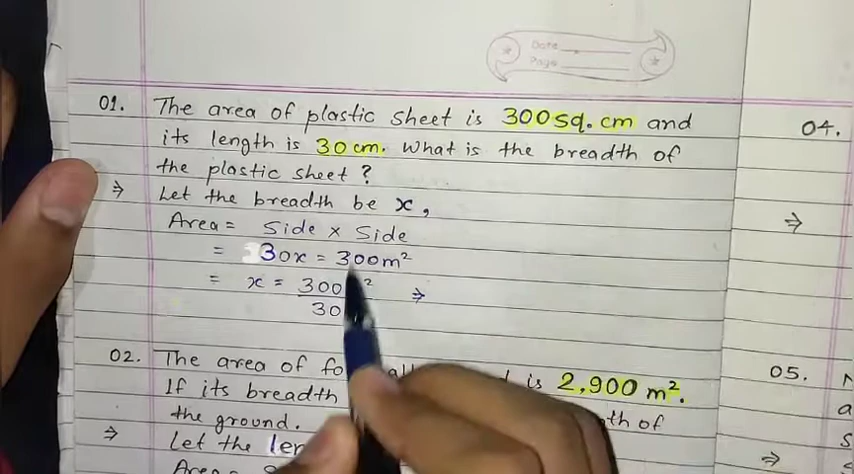 Date
Page
01. The area of plastic sheet is 300 sq. cm and
its length is 30 cm. What is the breadth of
the plastic sheet?
⇒ Let the breadth be x,
Area = Side × Side
= 30x = 300m²
= x = 300 ² ⇒
30
02. The area of is 2,900 m².
If its breadth of
the ground.
⇒ Let the
Area =
04.
⇒
05.
⇒